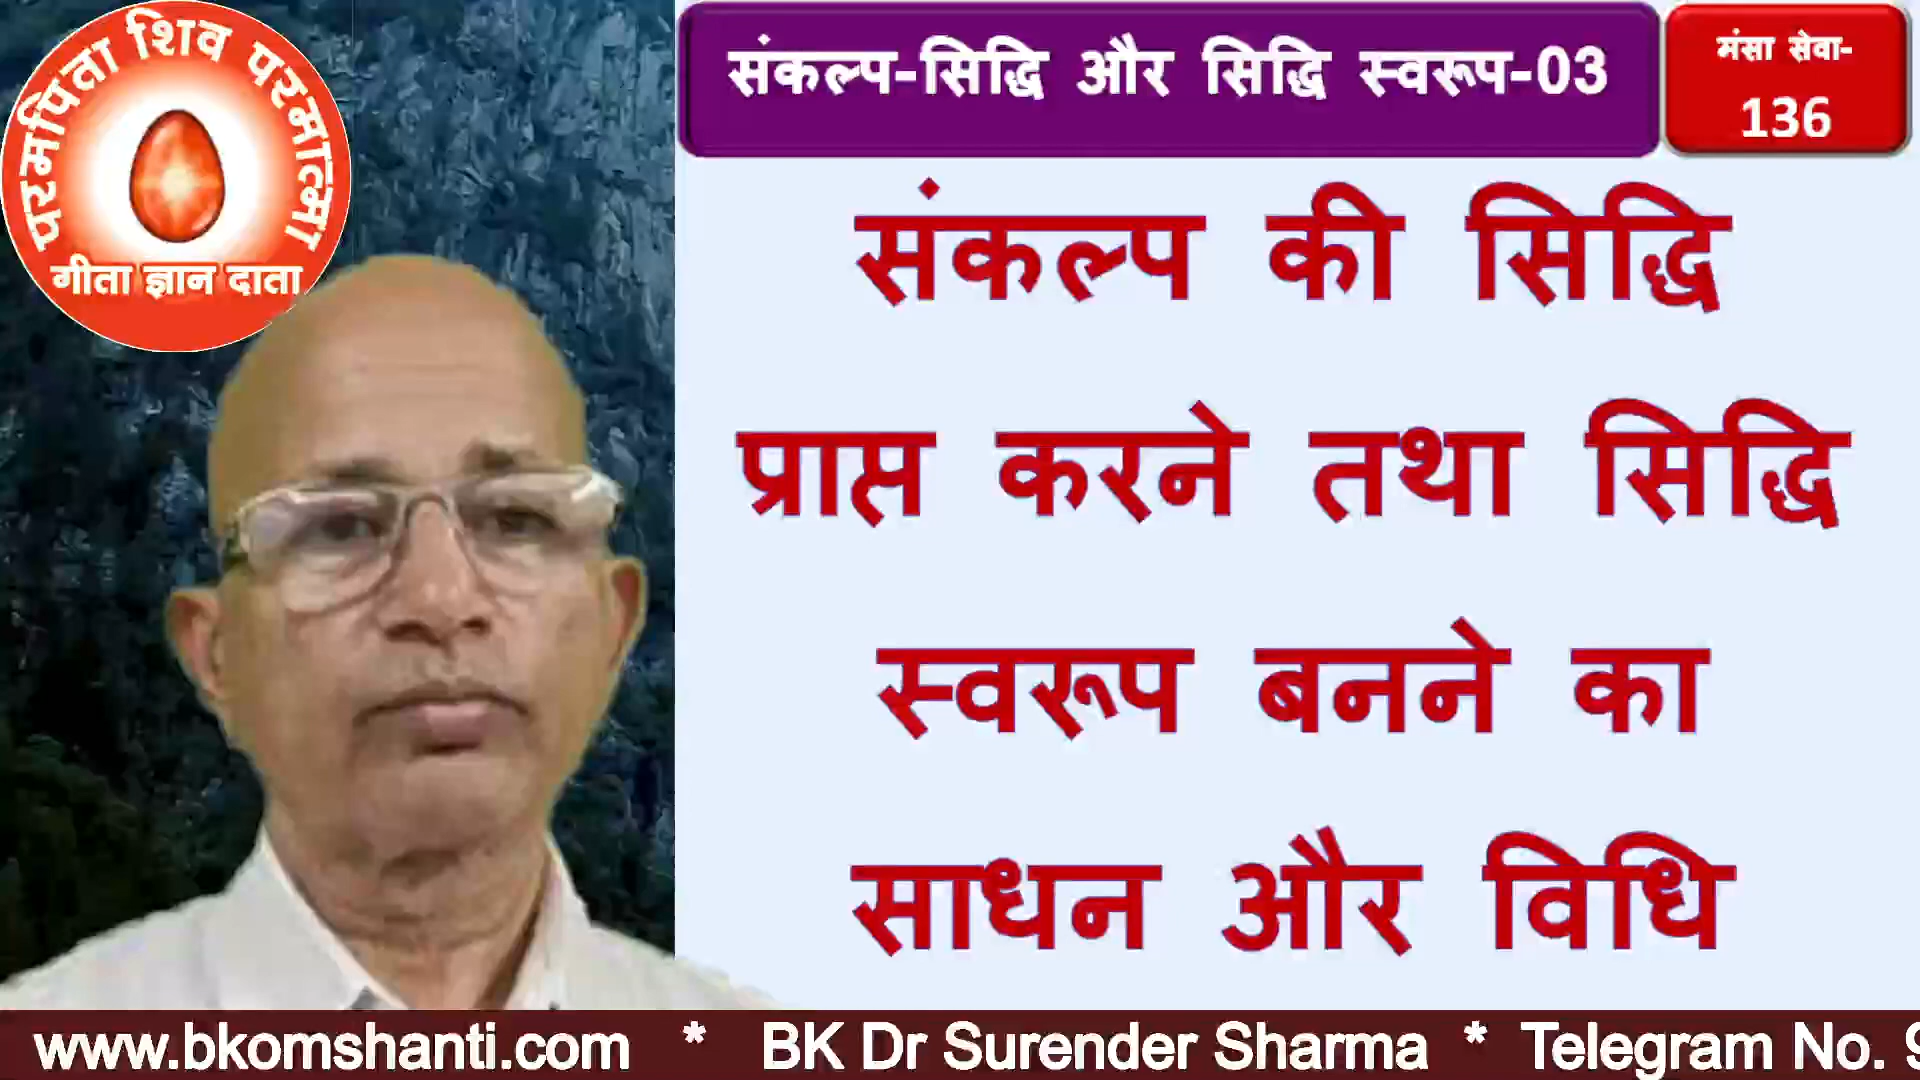 परमपिता शिव परमात्मा
गीता ज्ञान दाता
संकल्प-सिद्धि और सिद्धि स्वरूप-03
मंसा सेवा-
136
संकल्प की सिद्धि
प्राप्त करने तथा सिद्धि
स्वरूप बनने का
साधन और विधि
www.bkomshanti.com * BK Dr Surender Sharma * Telegram No. 9